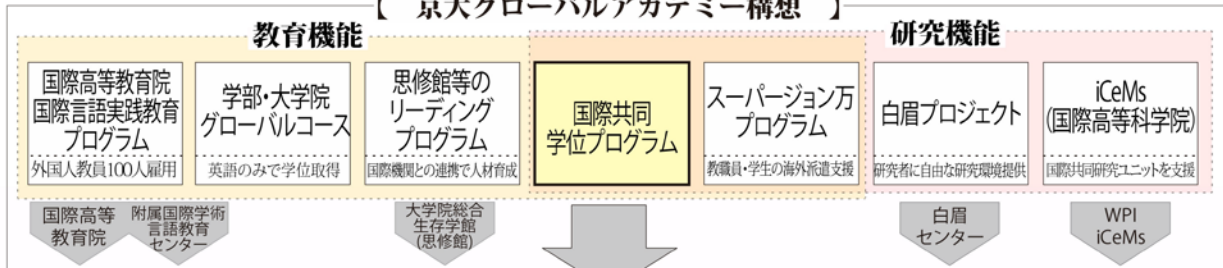 【 京大グローバルアカデミー構想 】
教育機能
研究機能
国際高等教育院
国際言語実践教育
プログラム
外国人教員100人雇用
学部・大学院
グローバルコース
英語のみで学位取得
思修館等の
リーディング
プログラム
国際機関との連携で人材育成
国際共同
学位プログラム
スーパージョン万
プログラム
教職員・学生の海外派遣支援
白眉プロジェクト
研究者に自由な研究環境提供
iCeMs
(国際高等科学院)
国際共同研究ユニットを支援
国際高等
教育院
附属国際学術
言語教育
センター
大学院総合
生存学館
(思修館)
白眉
センター
WPI
iCeMs